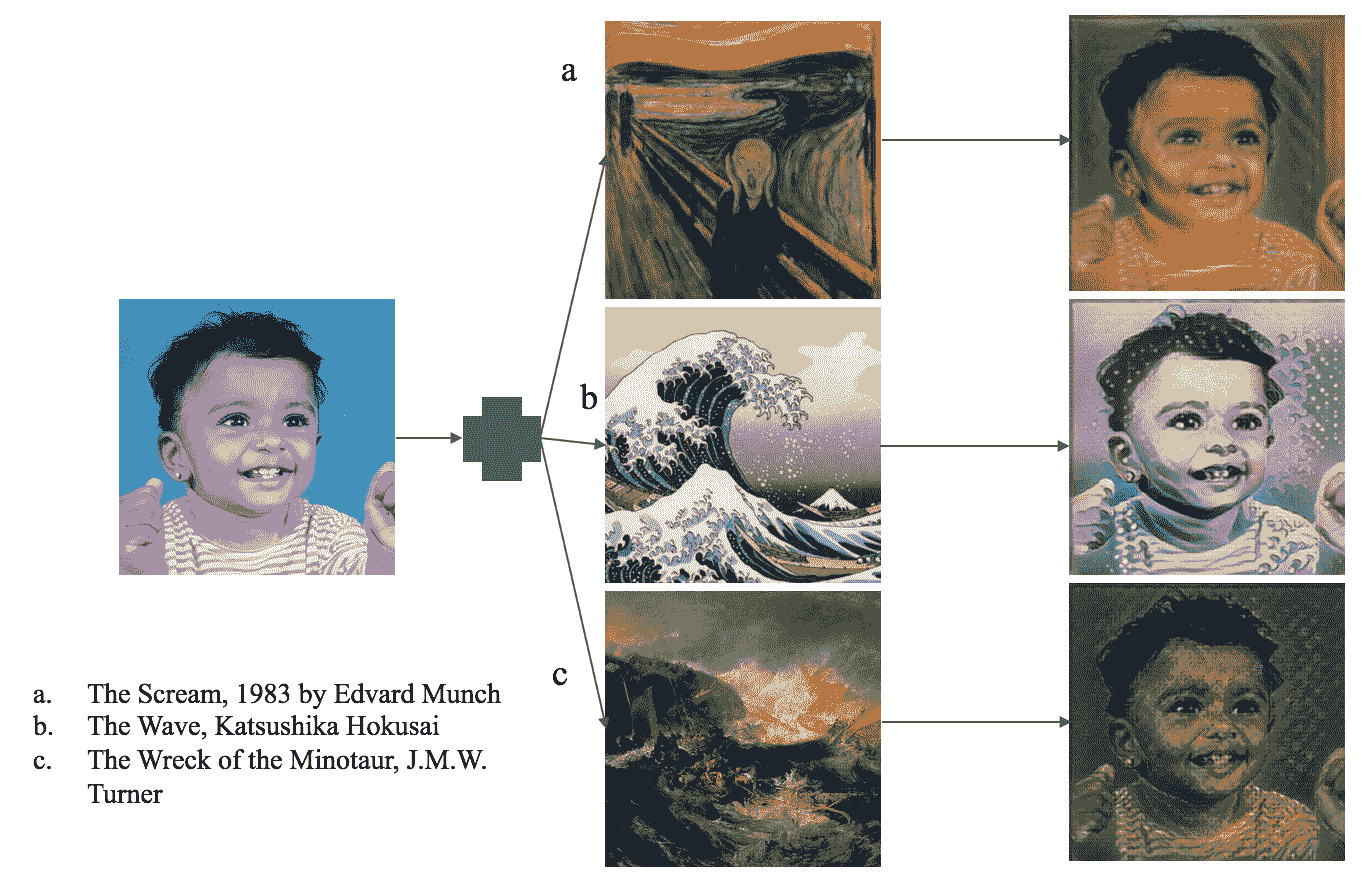 a
b
c
a. The Scream, 1983 by Edvard Munch
b. The Wave, Katsushika Hokusai
c. The Wreck of the Minotaur, J.M.W.
Turner